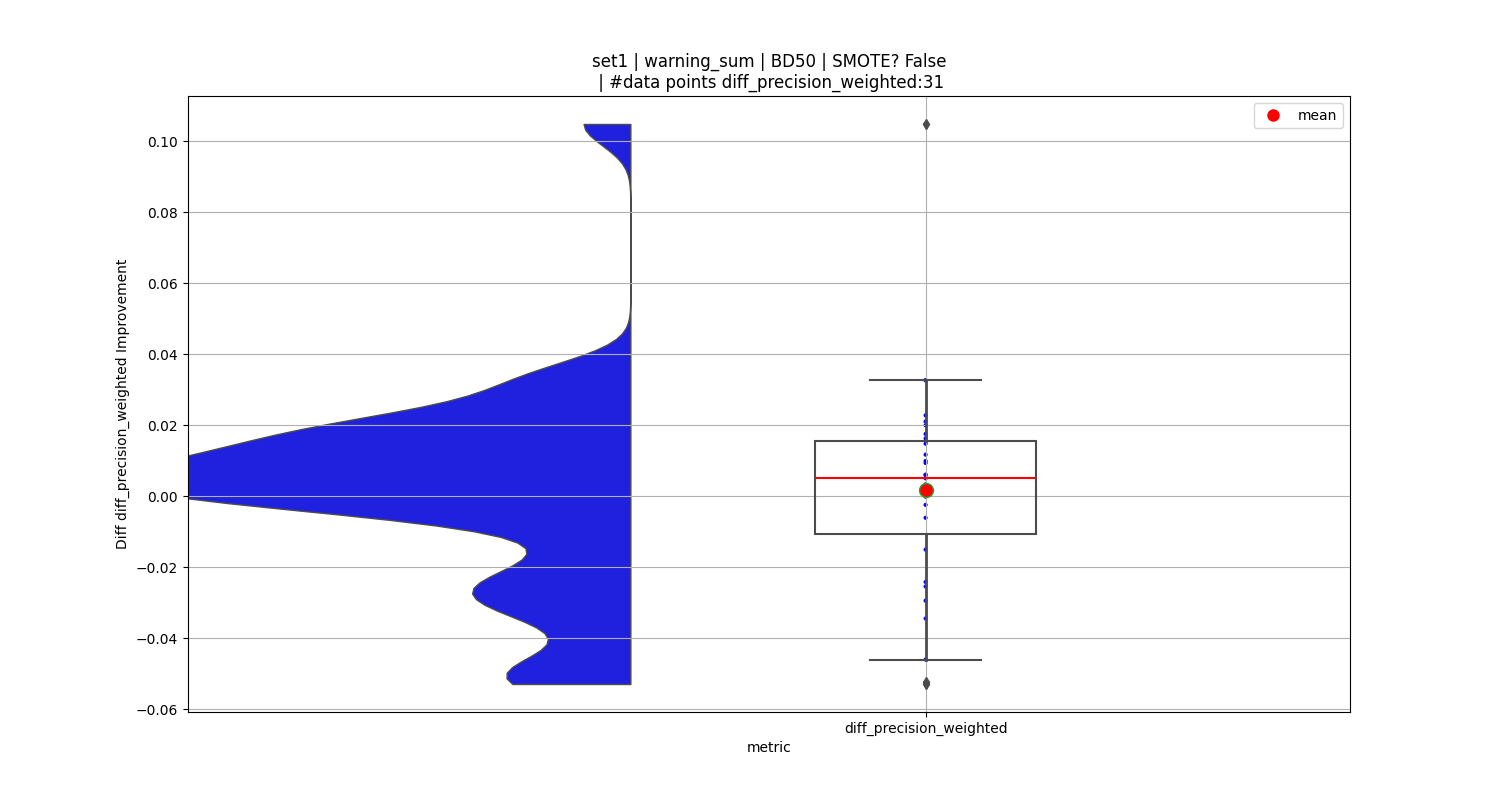 set1 | warning_sum | BD50 | SMOTE? False
| #data points diff_precision_weighted:31
mean
0.10
0.08
0.06
0.04
0.02
0.00
−0.02
−0.04
−0.06
Diff diff_precision_weighted Improvement
diff_precision_weighted
metric